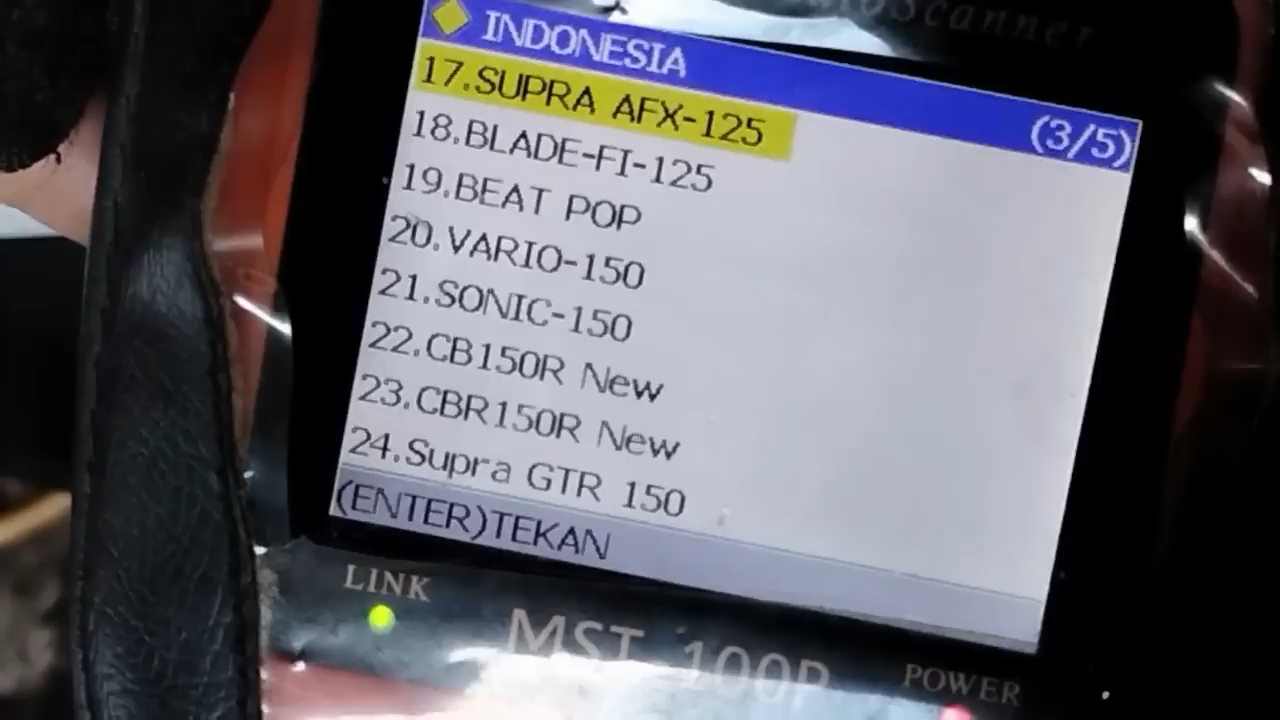 Scanner
INDONESIA
(3/5)
17.SUPRA AFX-125
18.BLADE-FI-125
19.BEAT POP
20.VARIO-150
21.SONIC-150
22.CB150R New
23.CBR150R New
24.Supra GTR 150
(ENTER)TEKAN
LINK
MST 100P
POWER